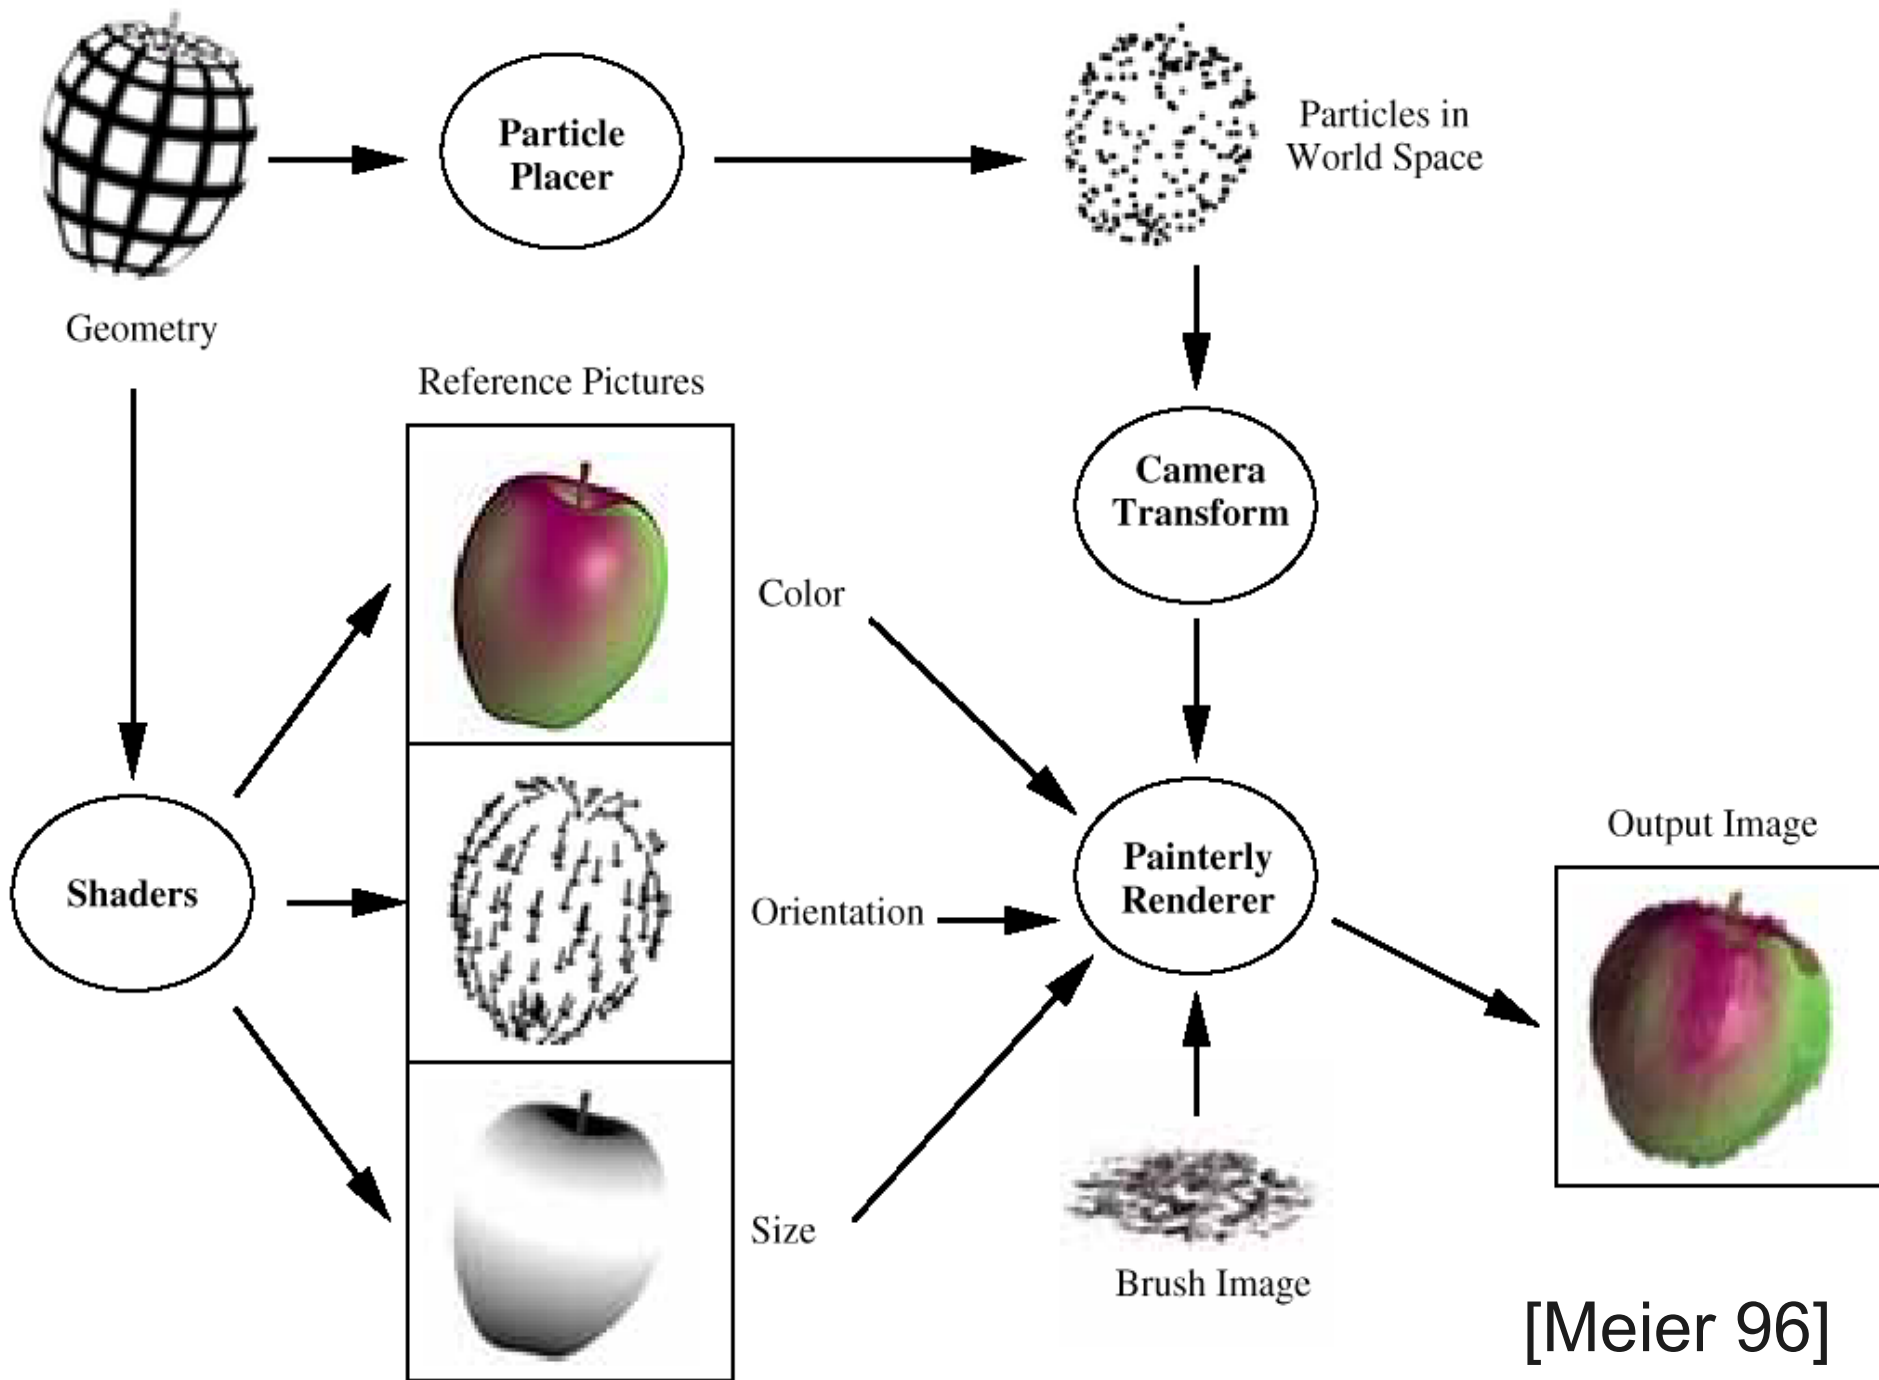 Particle
Placer
Particles in
World Space
Geometry
Reference Pictures
Camera
Transform
Color
Shaders
Orientation
Painterly
Renderer
Output Image
Size
Brush Image
[Meier 96]